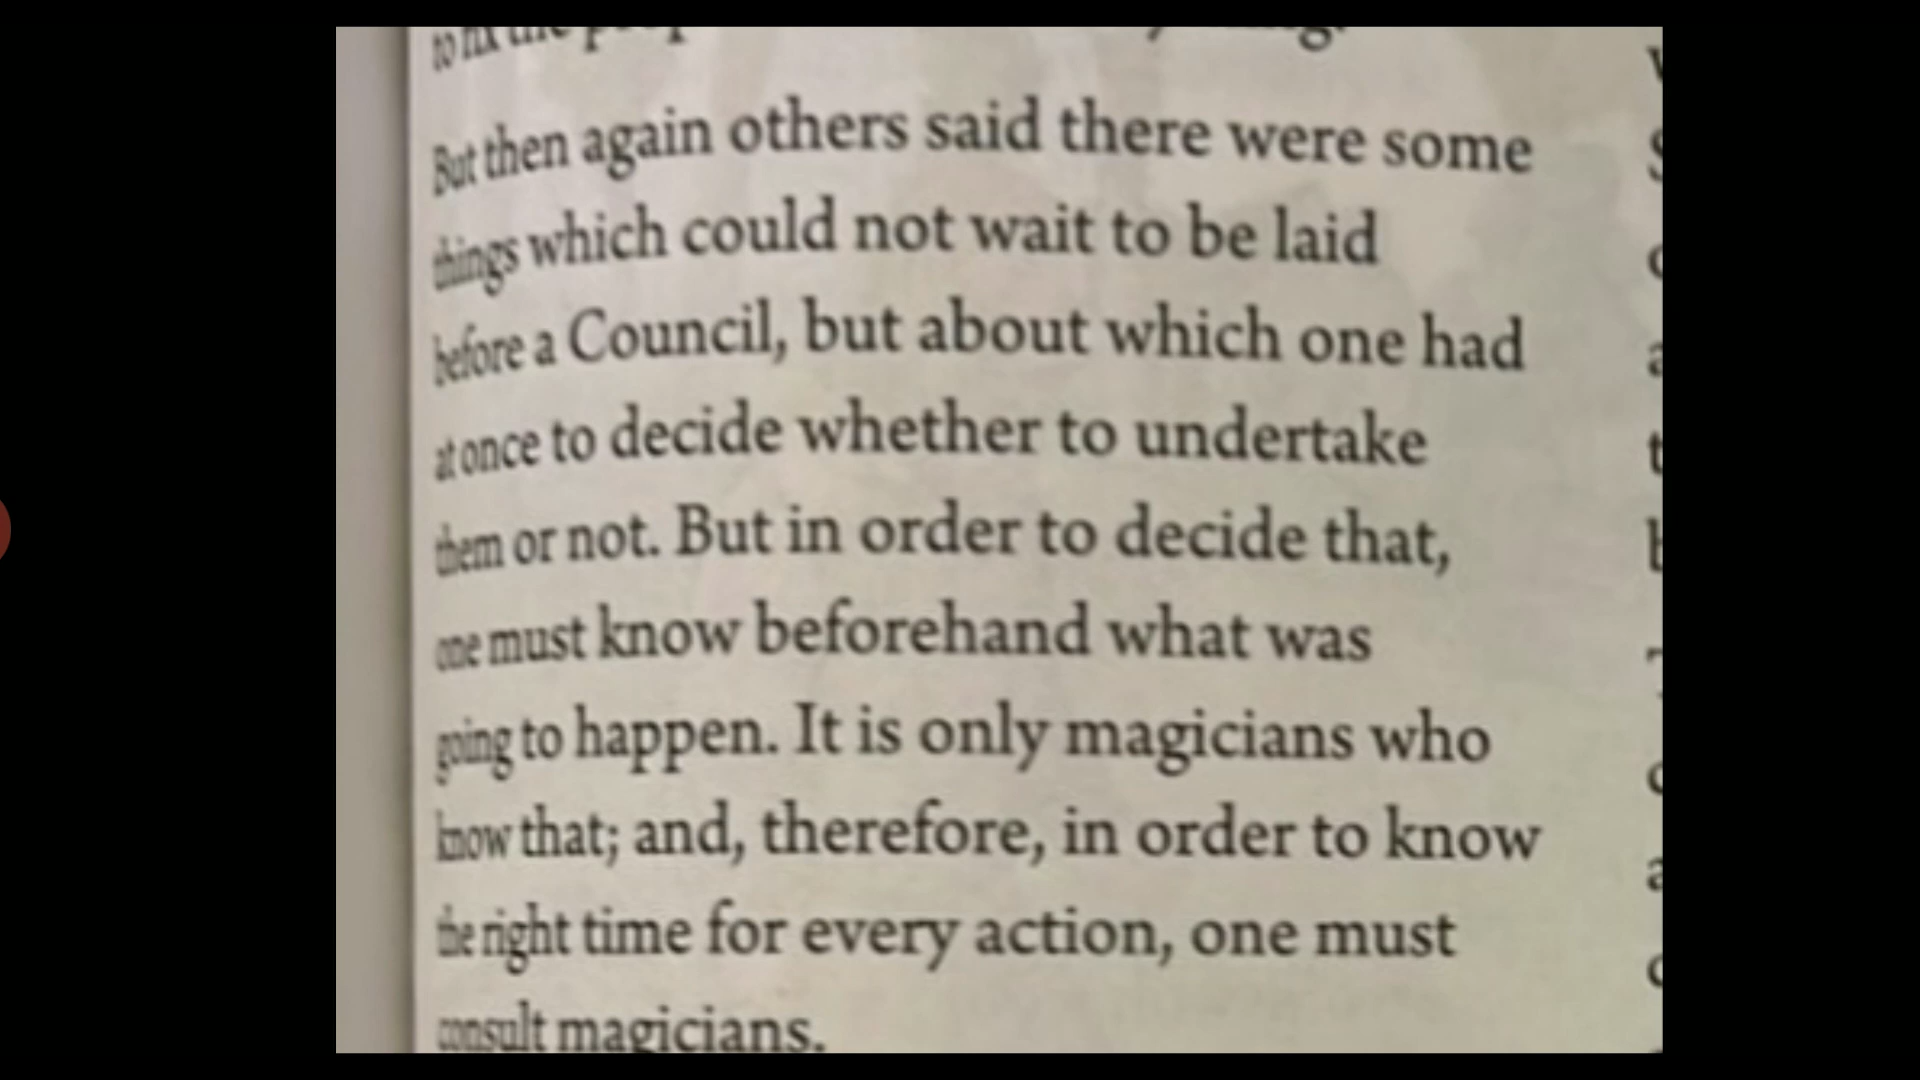 But then again others said there were some
things which could not wait to be laid
before a Council, but about which one had
at once to decide whether to undertake
them or not. But in order to decide that,
one must know beforehand what was
going to happen. It is only magicians who
know that; and, therefore, in order to know
the right time for every action, one must
consult magicians.